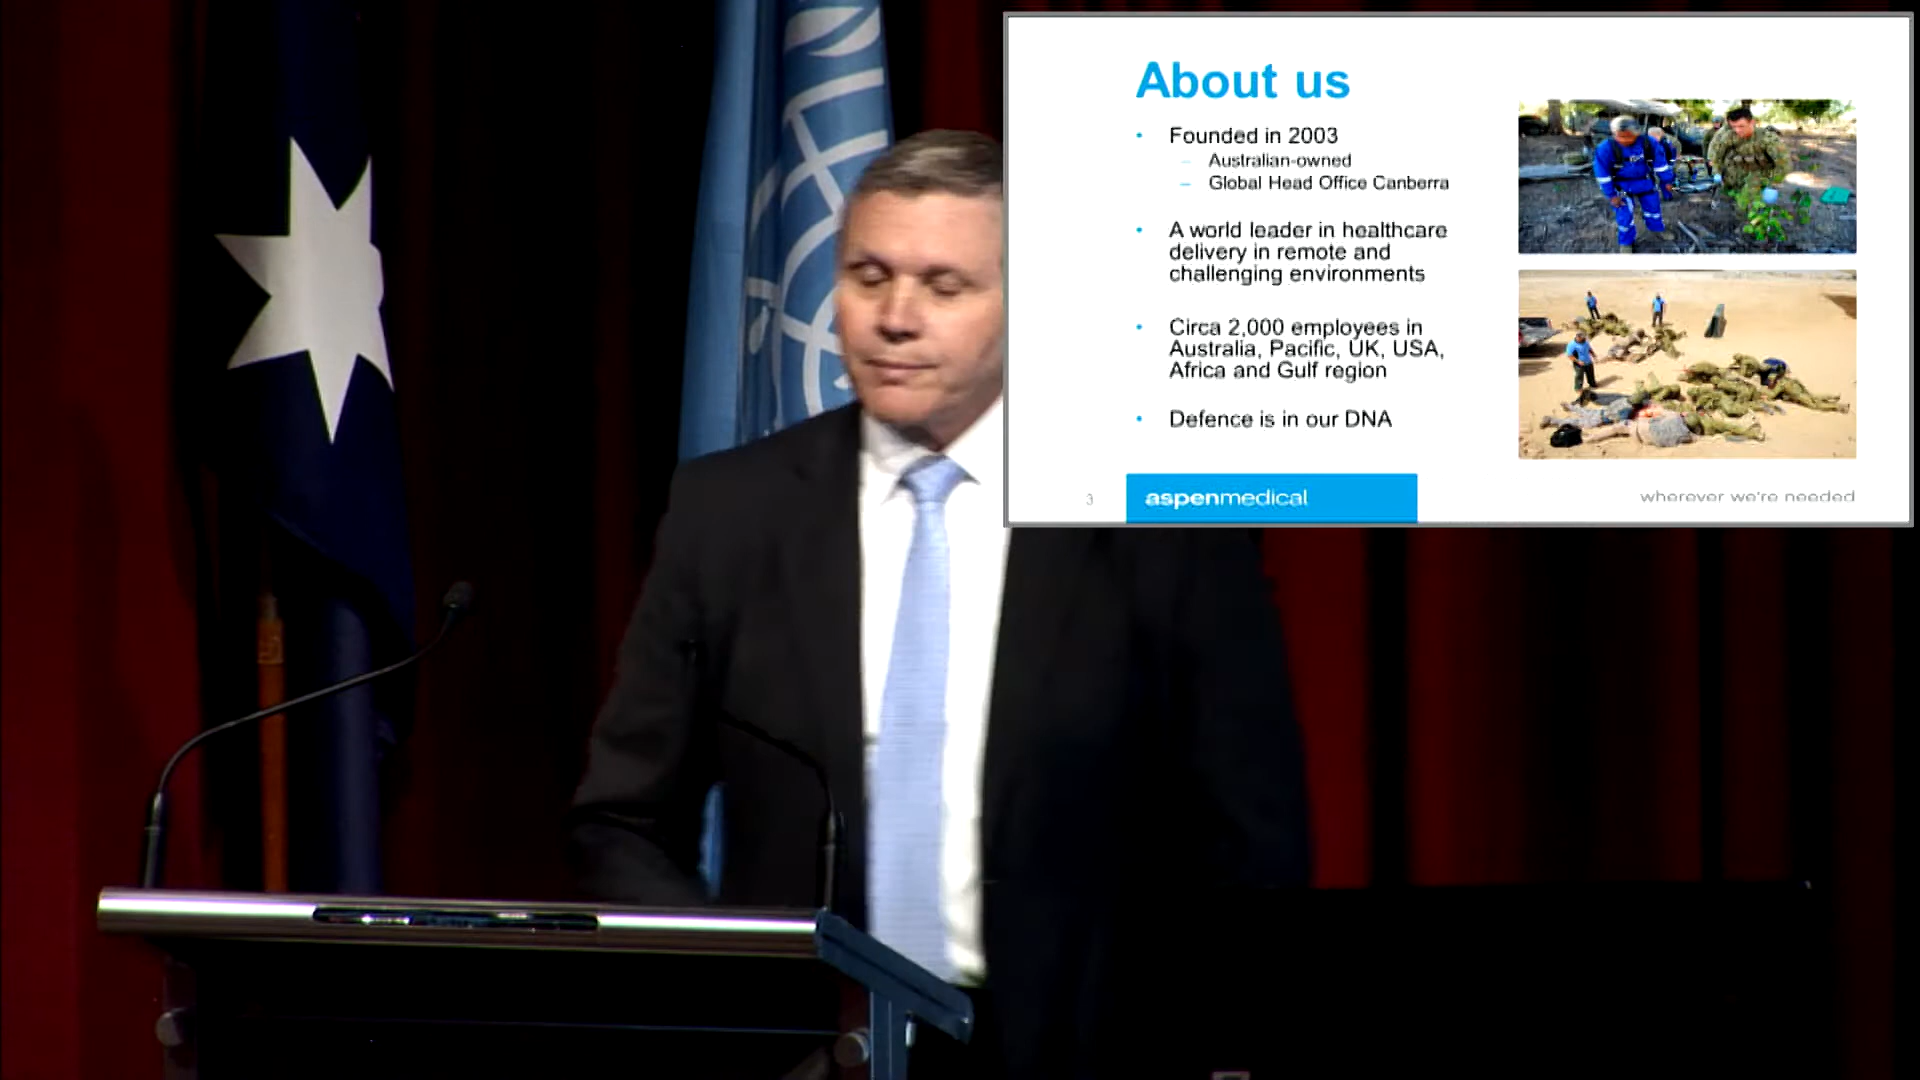 About us
• Founded in 2003
– Australian-owned
– Global Head Office Canberra
• A world leader in healthcare
delivery in remote and
challenging environments
• Circa 2,000 employees in
Australia, Pacific, UK, USA,
Africa and Gulf region
• Defence is in our DNA
3
aspenmedical
wherever we're needed